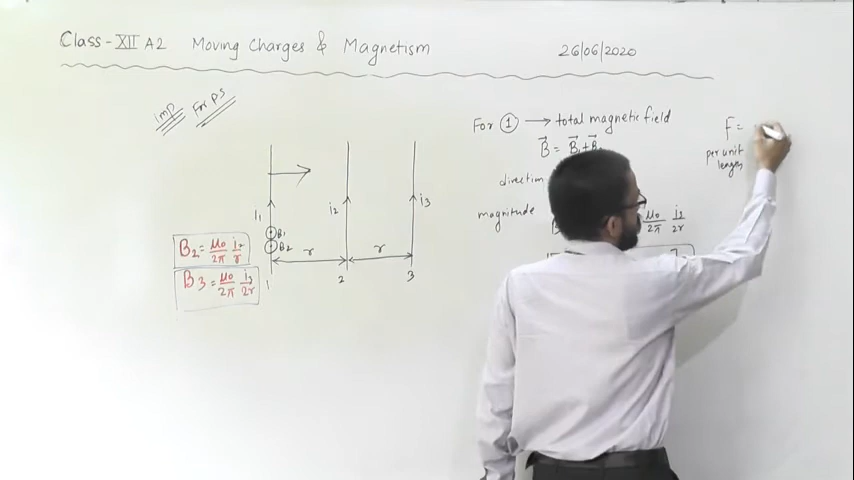 Class-XII A2 Moving Charges & Magnetism 26/06/2020
Imp For PS
i1
i2
i3
B1
B2
r r
1 2 3
B2 = μ0/2π i2/r
B3 = μ0/2π i3/2r
For ① → total magnetic field
B⃗ = B⃗
direction
magnitude
μ0/2π i3/2r
F =
per unit
length